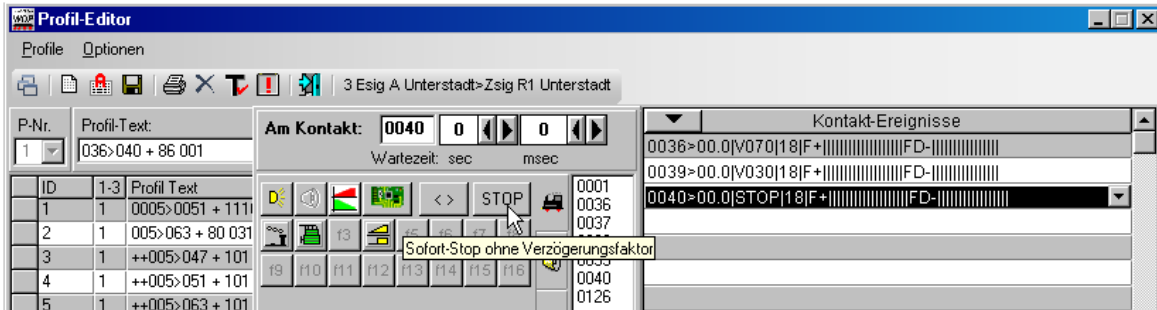 WDP Profil-Editor
Profile Optionen
3 Esig A Unterstadt>Zsig R1 Unterstadt
P-Nr. Profil-Text:
1 036>040 + 86 001
Am Kontakt: 0040 0 0
Wartezeit: sec msec
Kontakt-Ereignisse
0036>00.0|V070|18|F+||||||||||||||||||FD-|||||||||||||||
0039>00.0|V030|18|F+||||||||||||||||||FD-|||||||||||||||
0040>00.0|STOP|18|F+||||||||||||||||||FD-|||||||||||||||
ID 1-3 Profil Text
1 1 0005>0051 + 111
2 1 005>063 + 80 031
3 1 ++005>047 + 101
4 1 ++005>051 + 101
5 1 ++005>063 + 101
<> STOP
f3 f5 f6 f7
f9 f10 f11 f12 f13 f14 f15 f16
Sofort-Stop ohne Verzögerungsfaktor
0001
0036
0037
0040
0126